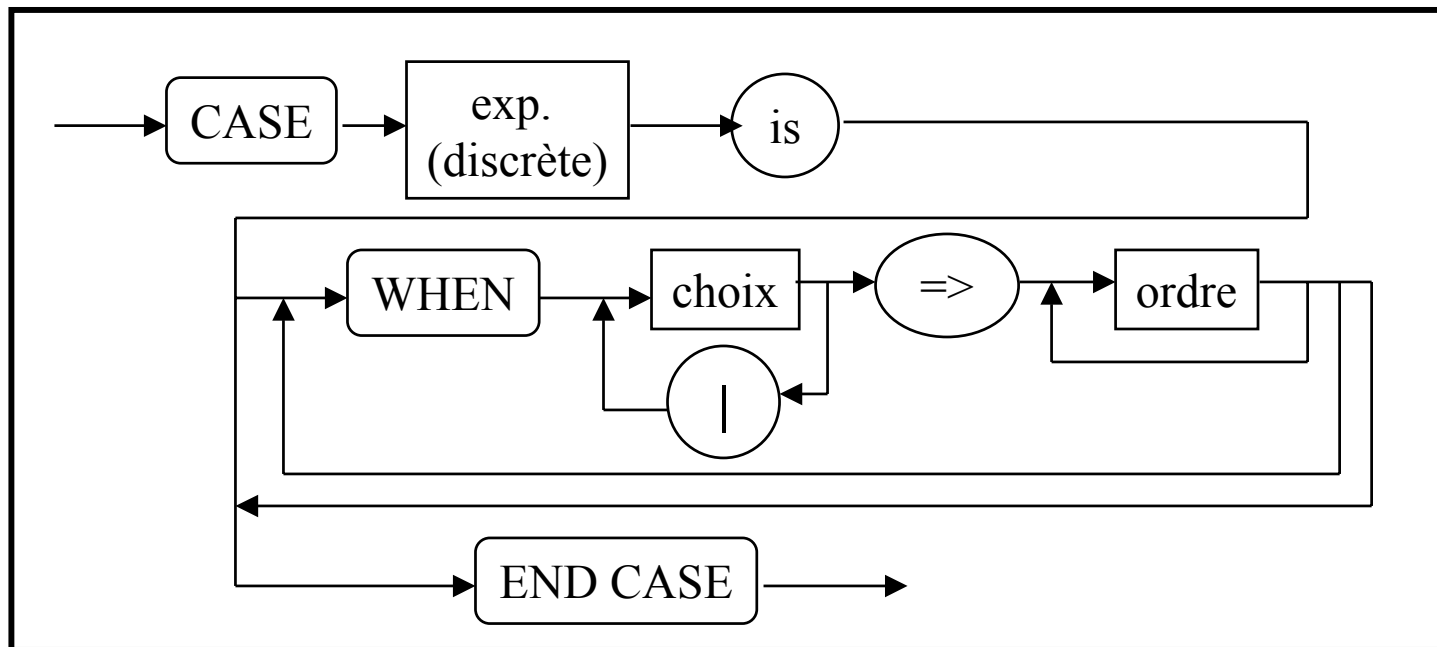 CASE
exp.
(discrète)
is
WHEN
choix
=>
ordre
|
END CASE